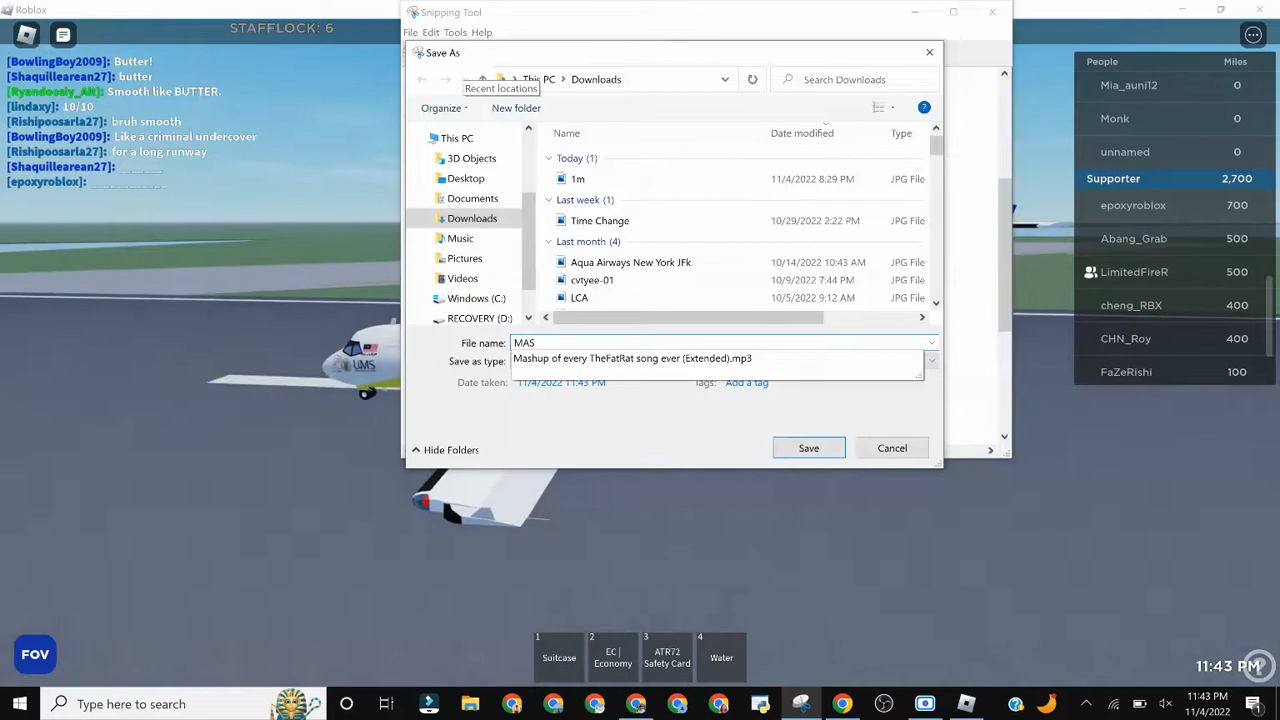 Roblox
STAFFLOCK: 6
[BowlingBoy2009]: Butter!
[Shaquillearean27]: butter
[Ryandoosiy_Alt]: Smooth like BUTTER.
[lindaxy]: 10/10
[Rishipoosarla27]: bruh smooth
[BowlingBoy2009]: Like a criminal undercover
[Rishipoosarla27]: for a long runway
[Shaquillearean27]: _ _____
[epoxyroblox]: __________
Snipping Tool
File Edit Tools Help
Save As
This PC > Downloads
Search Downloads
Recent locations
Organize
New folder
This PC
3D Objects
Desktop
Documents
Downloads
Music
Pictures
Videos
Windows (C:)
RECOVERY (D:)
Name Date modified Type
Today (1)
1m 11/4/2022 8:29 PM JPG File
Last week (1)
Time Change 10/29/2022 2:22 PM JPG File
Last month (4)
Aqua Airways New York JFk 10/14/2022 10:43 AM JPG File
cvtyee-01 10/9/2022 7:44 PM JPG File
LCA 10/5/2022 9:12 AM JPG File
File name: MAS
Save as type:
Mashup of every TheFatRat song ever (Extended).mp3
Date taken: 11/4/2022 11:43 PM Tags: Add a tag
Hide Folders
Save
Cancel
People Miles
Mia_auni12 0
Monk 0
unnamed 0
Supporter 2,700
epoxyroblox 700
Abang_Grab 500
LimitedFireR 500
cheng_RBX 400
CHN_Roy 400
FaZeRishi 100
UMS
FOV
1 Suitcase
2 EC | Economy
3 ATR72 Safety Card
4 Water
11:43 PM
Type here to search
11:43 PM
11/4/2022